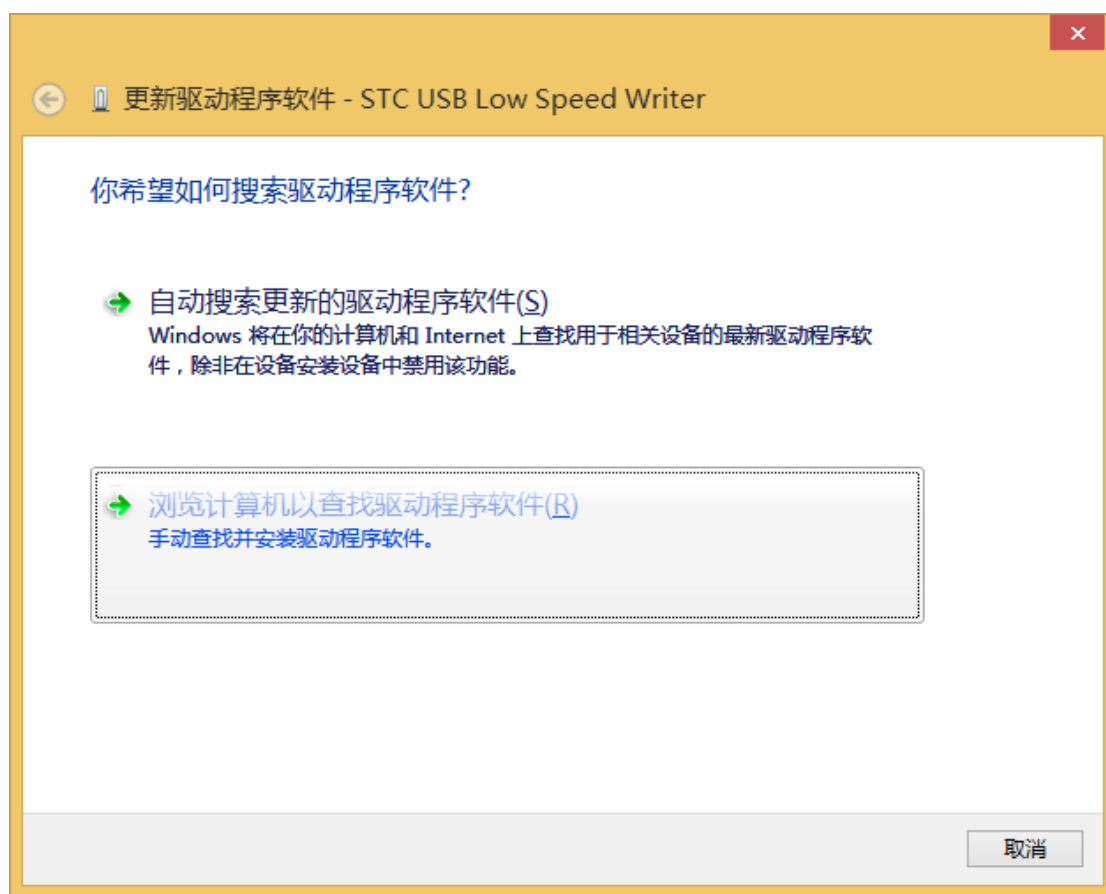 更新驱动程序软件 - STC USB Low Speed Writer
你希望如何搜索驱动程序软件?
自动搜索更新的驱动程序软件(S)
Windows 将在你的计算机和 Internet 上查找用于相关设备的最新驱动程序软
件，除非在设备安装设备中禁用该功能。
浏览计算机以查找驱动程序软件(R)
手动查找并安装驱动程序软件。
取消